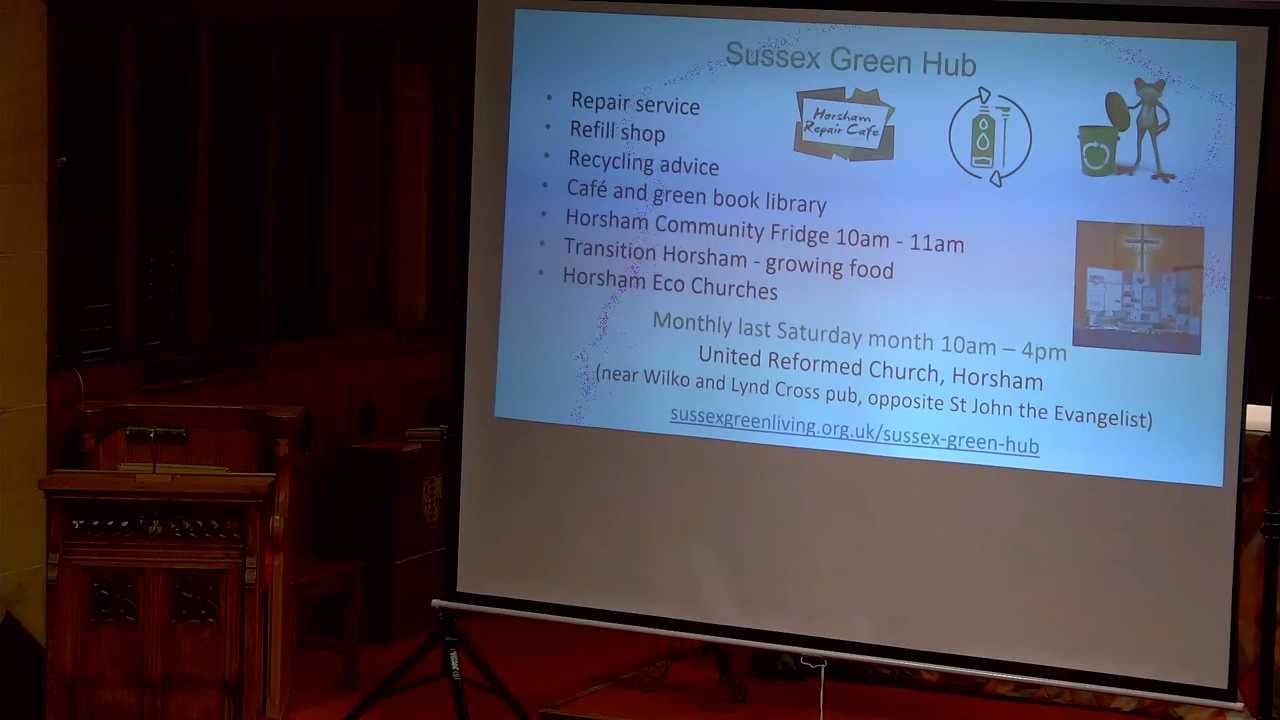 Sussex Green Hub
• Repair service
• Refill shop
• Recycling advice
• Café and green book library
• Horsham Community Fridge 10am - 11am
• Transition Horsham - growing food
• Horsham Eco Churches
Horsham
Repair Cafe
Monthly last Saturday month 10am – 4pm
United Reformed Church, Horsham
(near Wilko and Lynd Cross pub, opposite St John the Evangelist)
sussexgreenliving.org.uk/sussex-green-hub